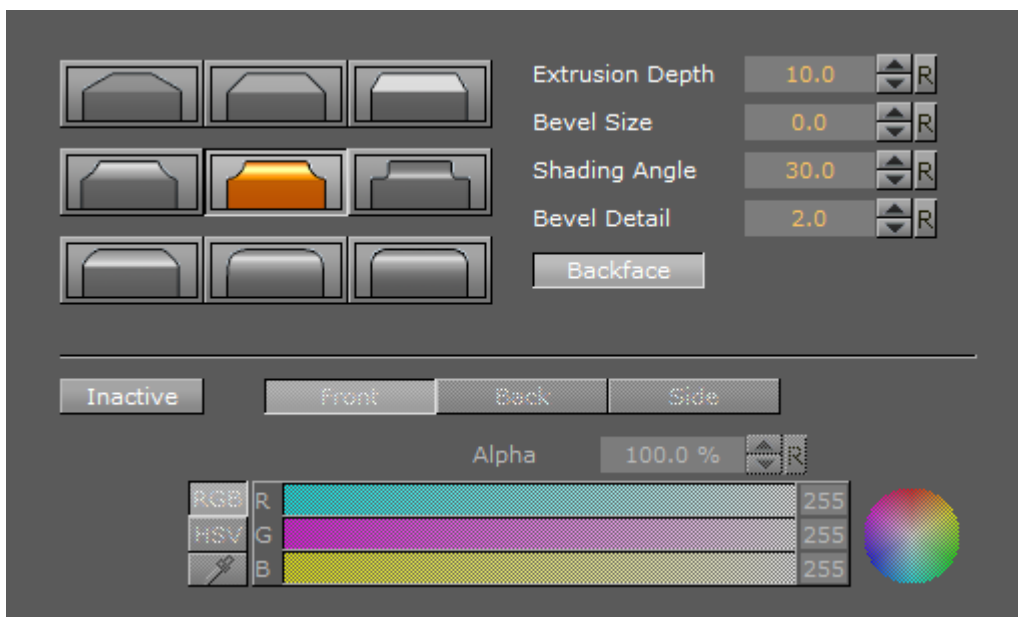 Extrusion Depth 10.0 R
Bevel Size 0.0 R
Shading Angle 30.0 R
Bevel Detail 2.0 R
Backface
Inactive Front Back Side
Alpha 100.0 % R
RGB R 255
HSV G 255
B 255